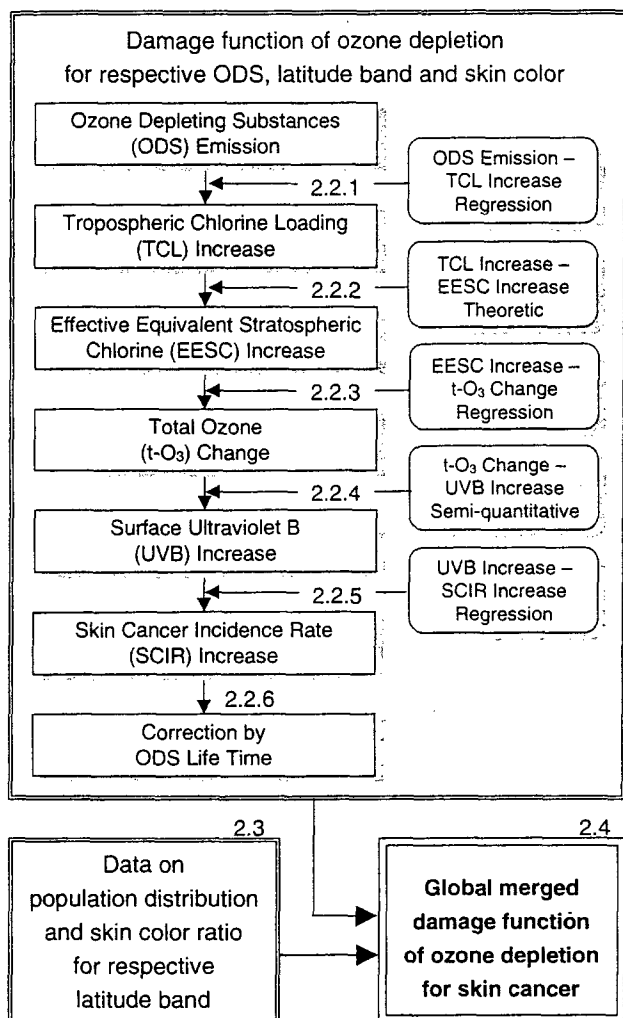 Damage function of ozone depletion
for respective ODS, latitude band and skin color
Ozone Depleting Substances
(ODS) Emission
2.2.1
ODS Emission –
TCL Increase
Regression
Tropospheric Chlorine Loading
(TCL) Increase
2.2.2
TCL Increase –
EESC Increase
Theoretic
Effective Equivalent Stratospheric
Chlorine (EESC) Increase
2.2.3
EESC Increase –
t-O₃ Change
Regression
Total Ozone
(t-O₃) Change
2.2.4
t-O₃ Change –
UVB Increase
Semi-quantitative
Surface Ultraviolet B
(UVB) Increase
2.2.5
UVB Increase –
SCIR Increase
Regression
Skin Cancer Incidence Rate
(SCIR) Increase
2.2.6
Correction by
ODS Life Time
2.3
Data on
population distribution
and skin color ratio
for respective
latitude band
2.4
Global merged
damage function
of ozone depletion
for skin cancer